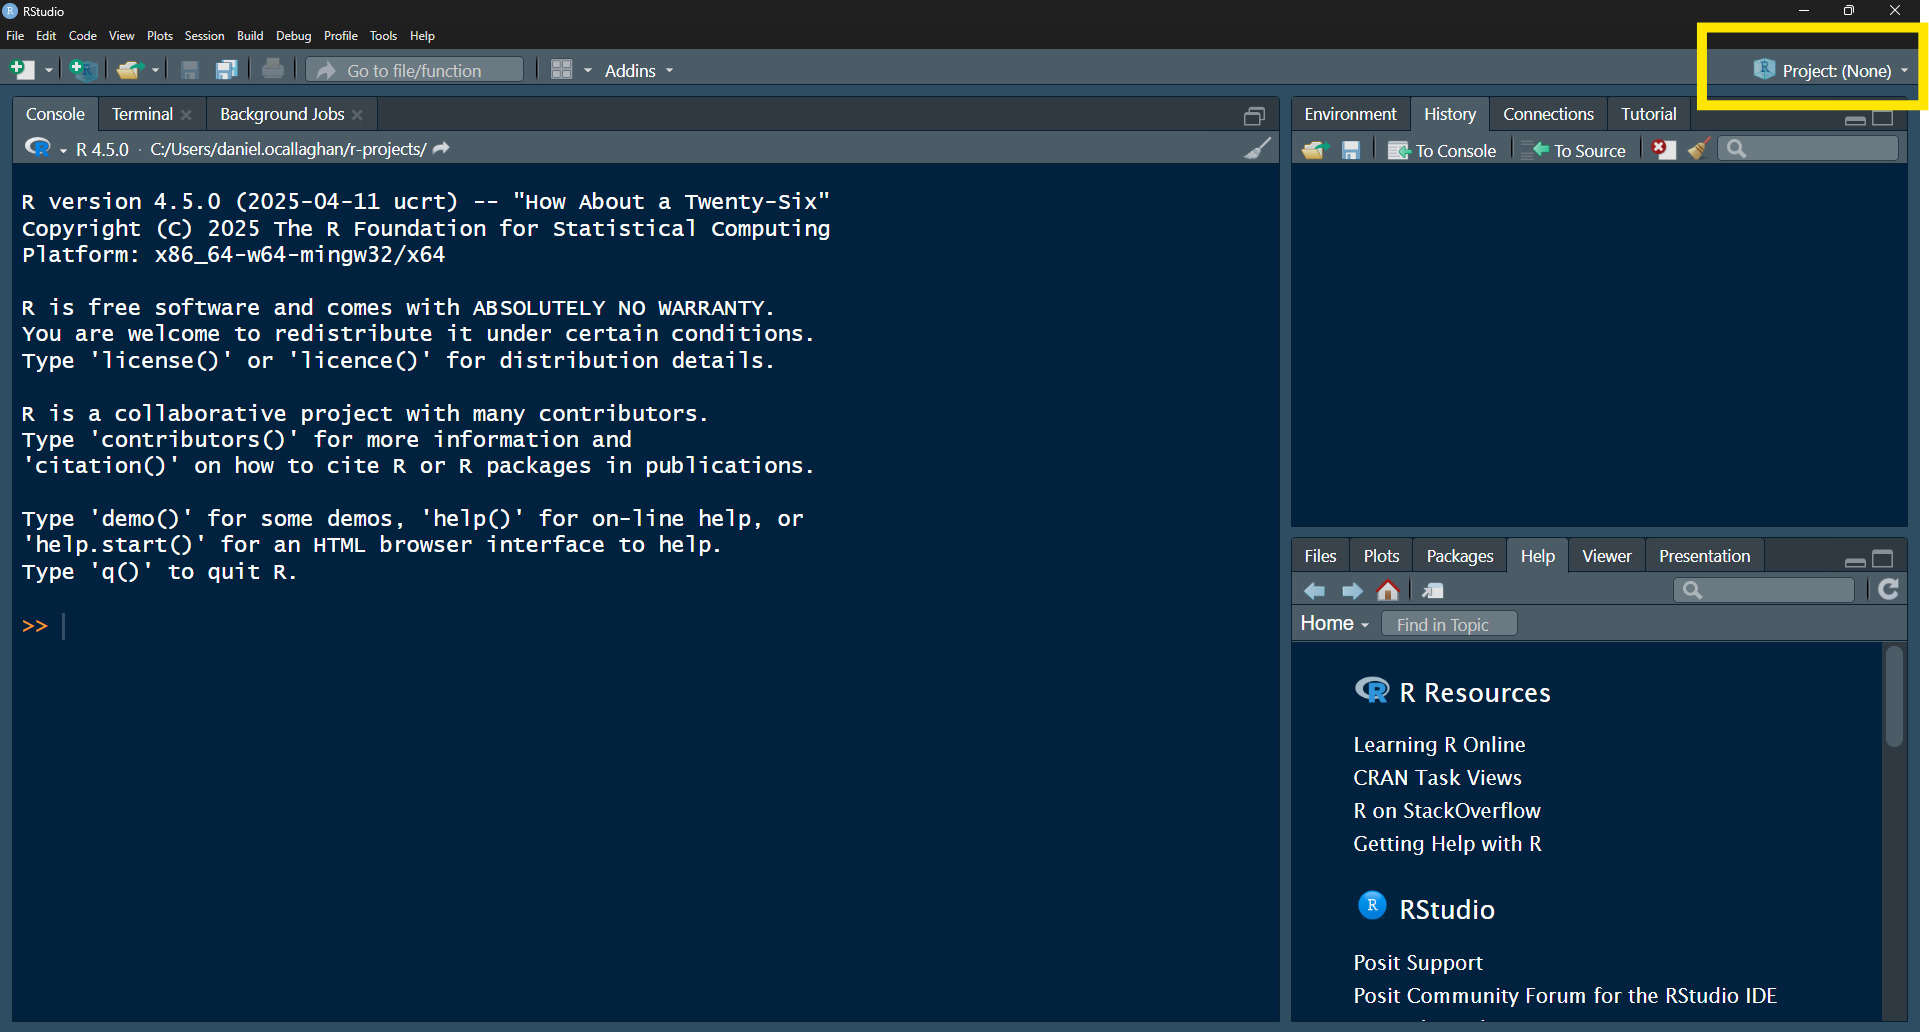 RStudio
File Edit Code View Plots Session Build Debug Profile Tools Help
Go to file/function Addins
Project: (None)
Console Terminal Background Jobs
R 4.5.0 · C:/Users/daniel.ocallaghan/r-projects/
R version 4.5.0 (2025-04-11 ucrt) -- "How About a Twenty-Six"
Copyright (C) 2025 The R Foundation for Statistical Computing
Platform: x86_64-w64-mingw32/x64
R is free software and comes with ABSOLUTELY NO WARRANTY.
You are welcome to redistribute it under certain conditions.
Type 'license()' or 'licence()' for distribution details.
R is a collaborative project with many contributors.
Type 'contributors()' for more information and
'citation()' on how to cite R or R packages in publications.
Type 'demo()' for some demos, 'help()' for on-line help, or
'help.start()' for an HTML browser interface to help.
Type 'q()' to quit R.
>>
Environment History Connections Tutorial
To Console To Source
Files Plots Packages Help Viewer Presentation
Home Find in Topic
R Resources
Learning R Online
CRAN Task Views
R on StackOverflow
Getting Help with R
R RStudio
Posit Support
Posit Community Forum for the RStudio IDE